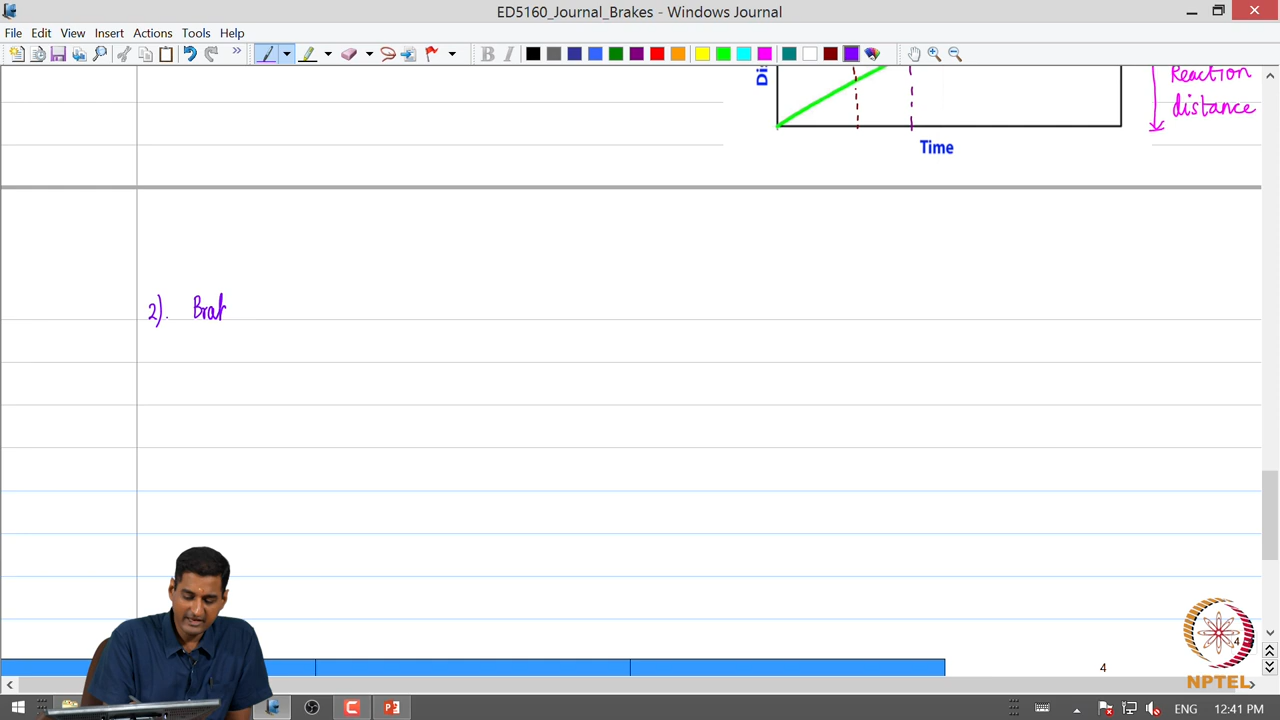 ED5160_Journal_Brakes - Windows Journal
File Edit View Insert Actions Tools Help
Reaction
distance
Time
2). Brak
4
4
NPTEL
ENG 12:41 PM